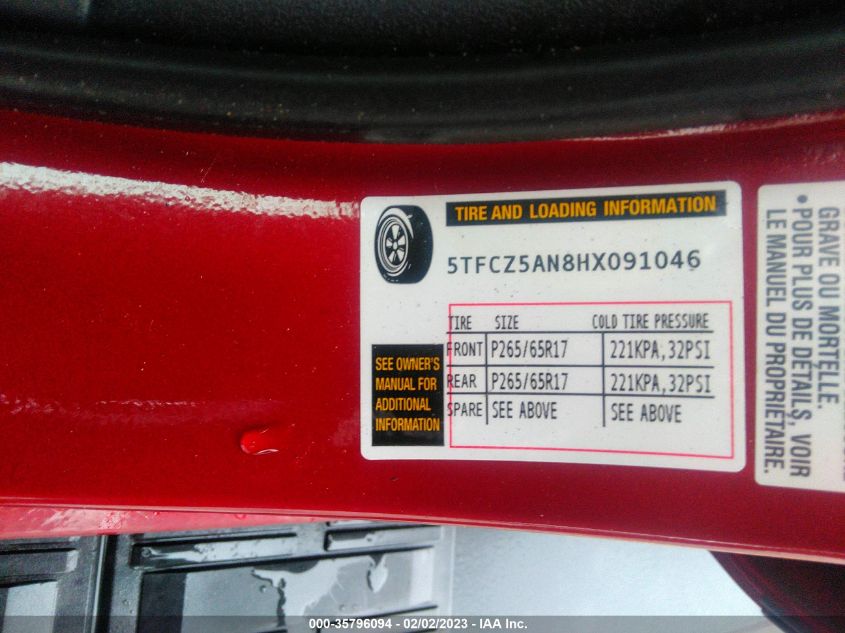 TIRE AND LOADING INFORMATION
5TFCZ5AN8HX091046
TIRE SIZE COLD TIRE PRESSURE
FRONT P265/65R17 221KPA,32PSI
REAR P265/65R17 221KPA,32PSI
SPARE SEE ABOVE SEE ABOVE
SEE OWNER'S
MANUAL FOR
ADDITIONAL
INFORMATION
GRAVE OU MORTELLE.
• POUR PLUS DE DÉTAILS, VOIR
LE MANUEL DU PROPRIÉTAIRE.
000-35796094 - 02/02/2023 - IAA Inc.